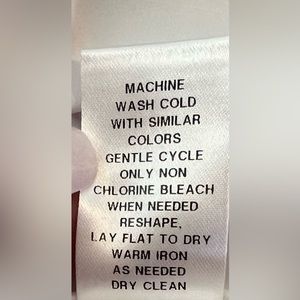 MACHINE
WASH COLD
WITH SIMILAR
COLORS
GENTLE CYCLE
ONLY NON
CHLORINE BLEACH
WHEN NEEDED
RESHAPE,
LAY FLAT TO DRY
WARM IRON
AS NEEDED
DRY CLEAN